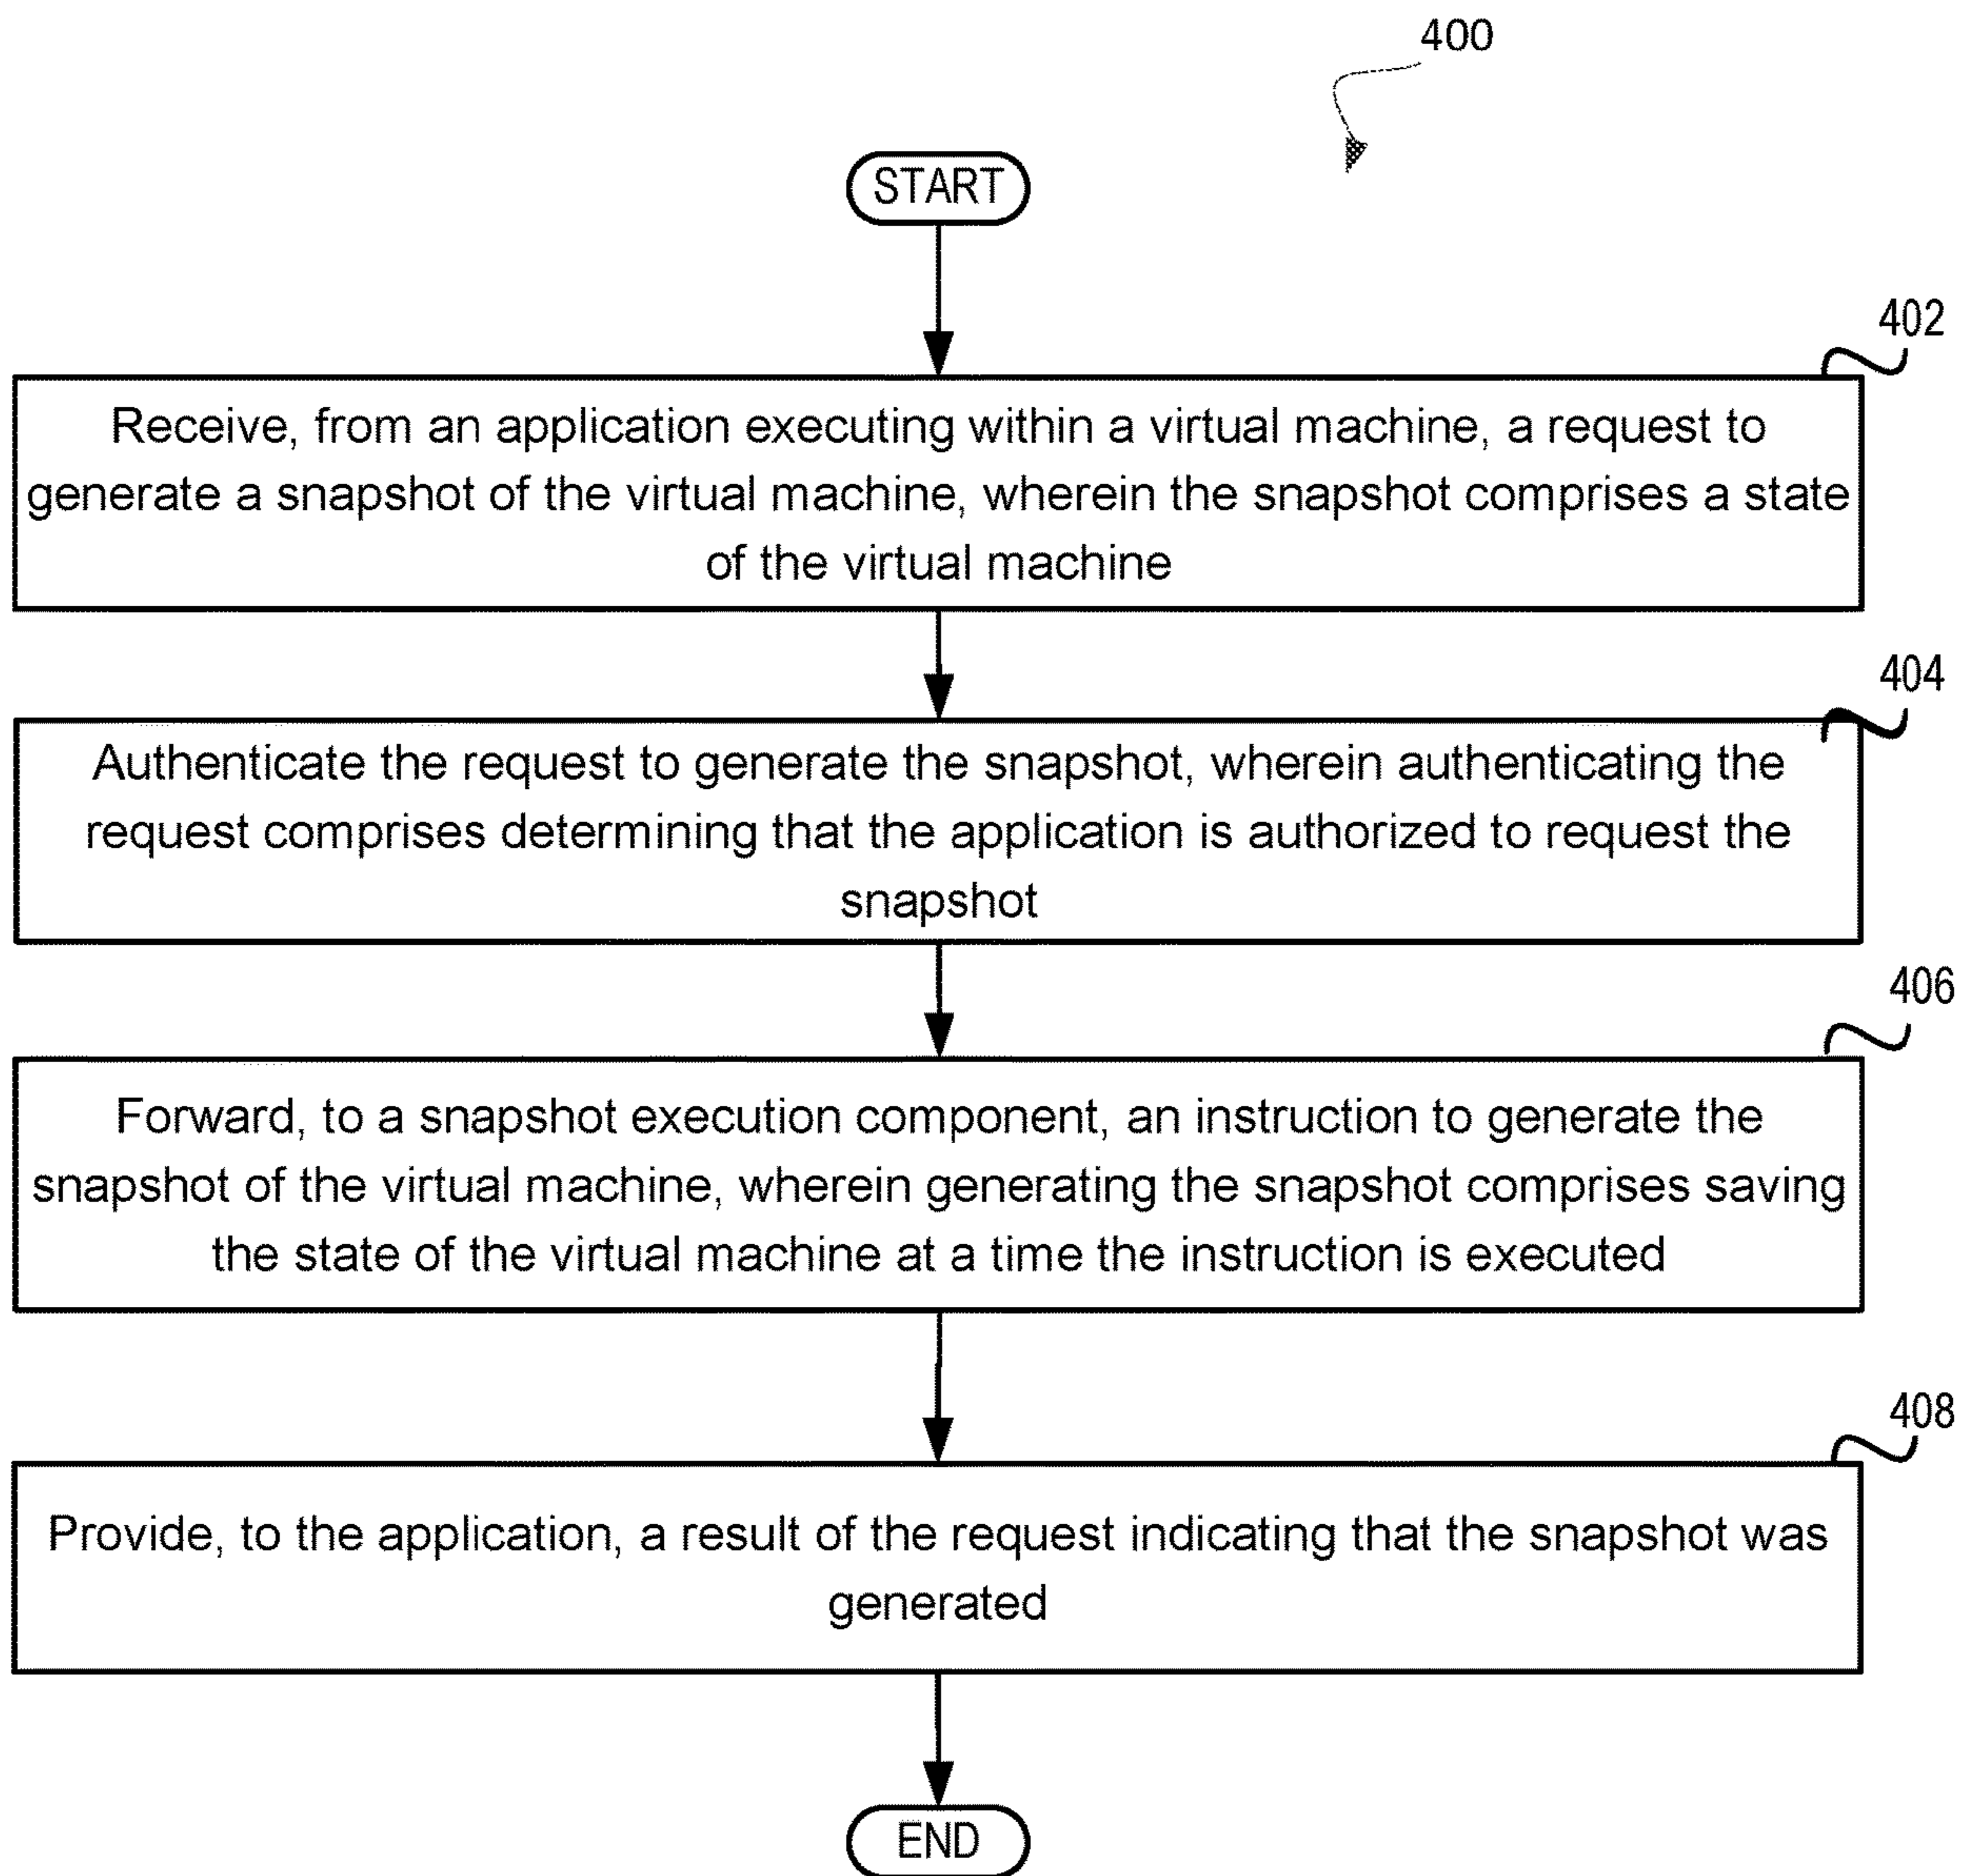 400
START
402
Receive, from an application executing within a virtual machine, a request to
generate a snapshot of the virtual machine, wherein the snapshot comprises a state
of the virtual machine
404
Authenticate the request to generate the snapshot, wherein authenticating the
request comprises determining that the application is authorized to request the
snapshot
406
Forward, to a snapshot execution component, an instruction to generate the
snapshot of the virtual machine, wherein generating the snapshot comprises saving
the state of the virtual machine at a time the instruction is executed
408
Provide, to the application, a result of the request indicating that the snapshot was
generated
END